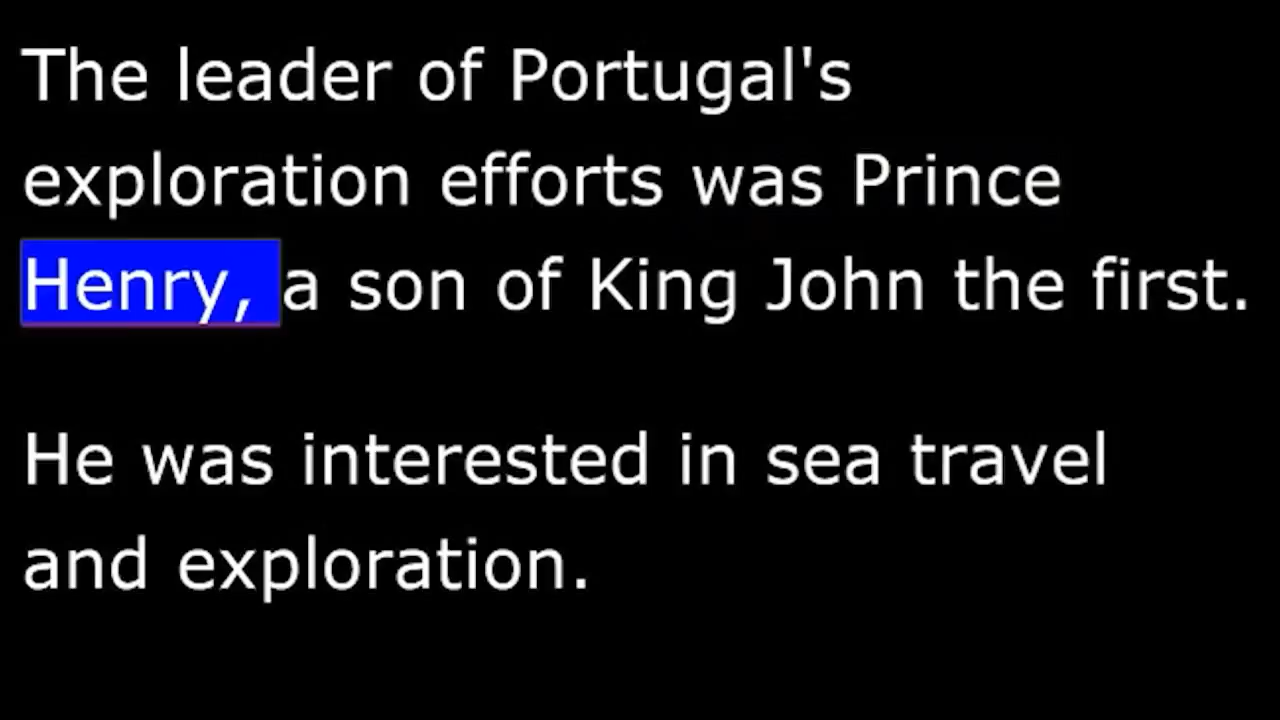 The leader of Portugal's
exploration efforts was Prince
Henry, a son of King John the first.
He was interested in sea travel
and exploration.